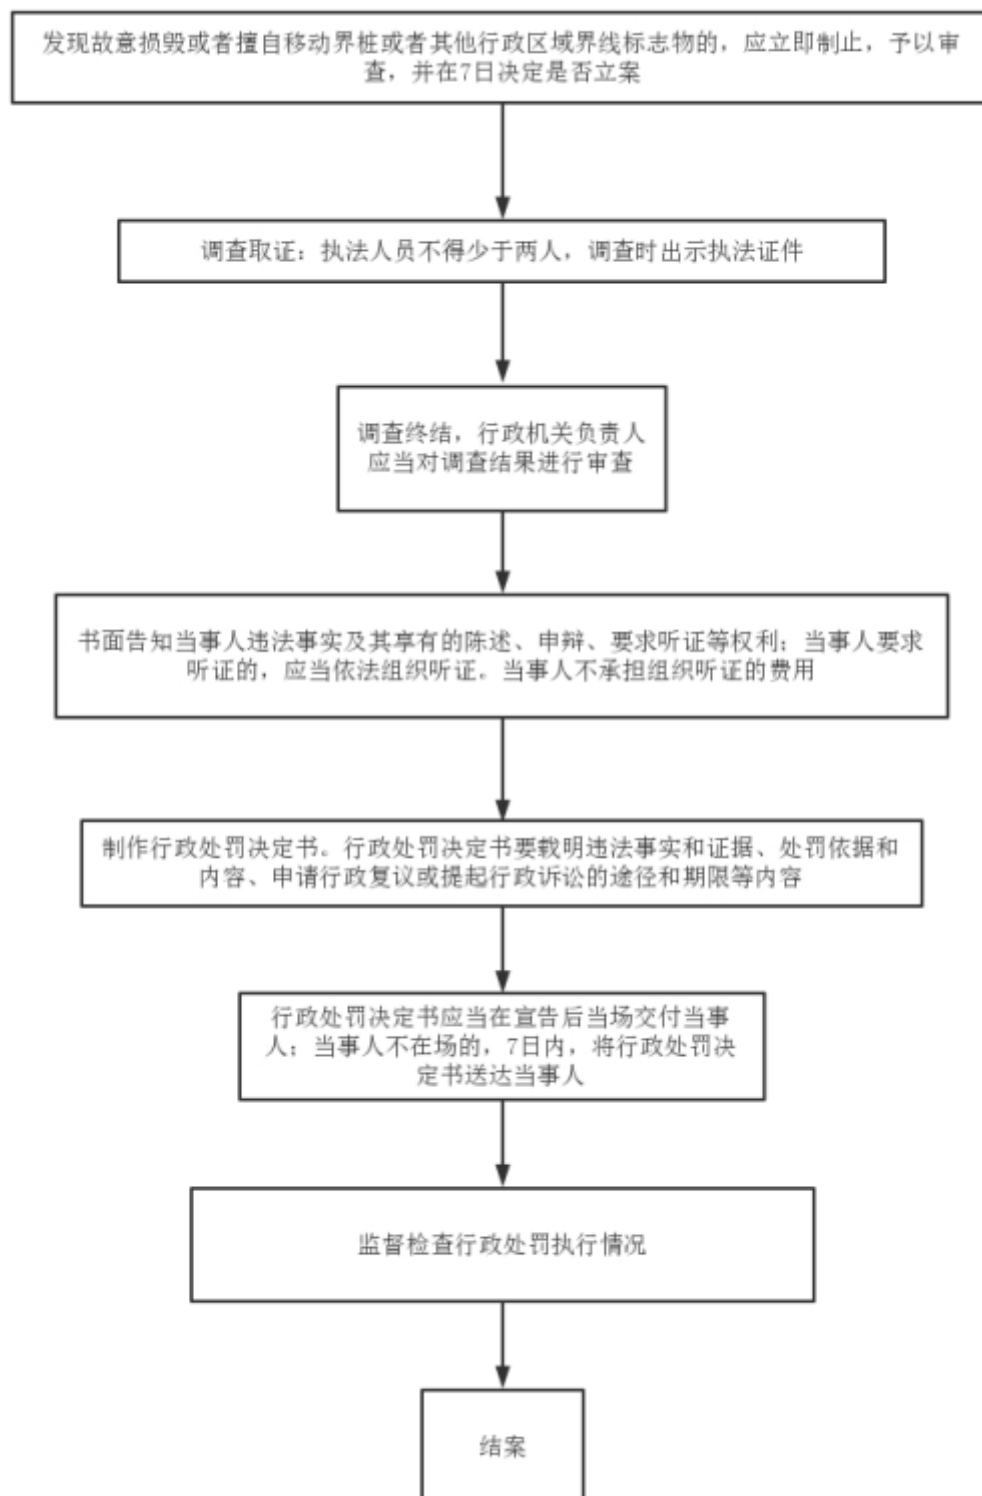 发现故意损毁或者擅自移动界桩或者其他行政区域界线标志物的，应立即制止，予以审
查，并在7日决定是否立案
调查取证：执法人员不得少于两人，调查时出示执法证件
调查终结，行政机关负责人
应当对调查结果进行审查
书面告知当事人违法事实及其享有的陈述、申辩、要求听证等权利；当事人要求
听证的，应当依法组织听证。当事人不承担组织听证的费用
制作行政处罚决定书。行政处罚决定书要载明违法事实和证据、处罚依据和
内容、申请行政复议或提起行政诉讼的途径和期限等内容
行政处罚决定书应当在宣告后当场交付当事
人；当事人不在场的，7日内，将行政处罚决
定书送达当事人
监督检查行政处罚执行情况
结案